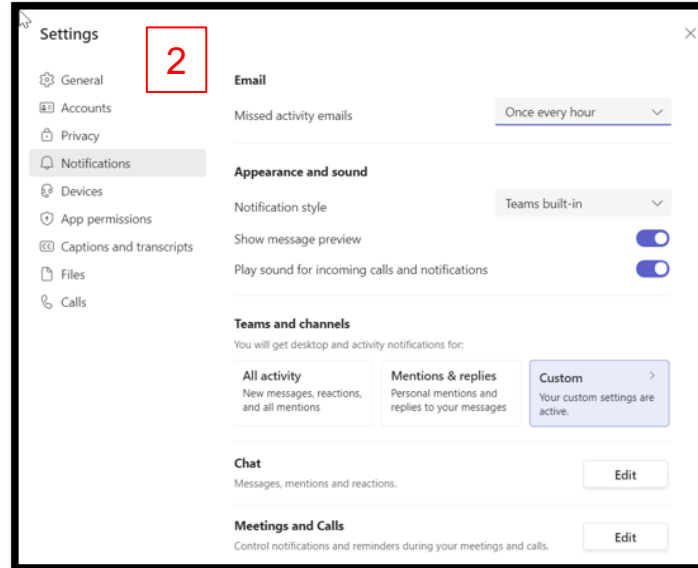 Settings
2
General
Accounts
Privacy
Notifications
Devices
App permissions
CC Captions and transcripts
Files
Calls
Email
Missed activity emails
Once every hour
Appearance and sound
Notification style
Teams built-in
Show message preview
Play sound for incoming calls and notifications
Teams and channels
You will get desktop and activity notifications for:
All activity
New messages, reactions,
and all mentions
Mentions & replies
Personal mentions and
replies to your messages
Custom
Your custom settings are
active.
Chat
Messages, mentions and reactions.
Edit
Meetings and Calls
Control notifications and reminders during your meetings and calls.
Edit